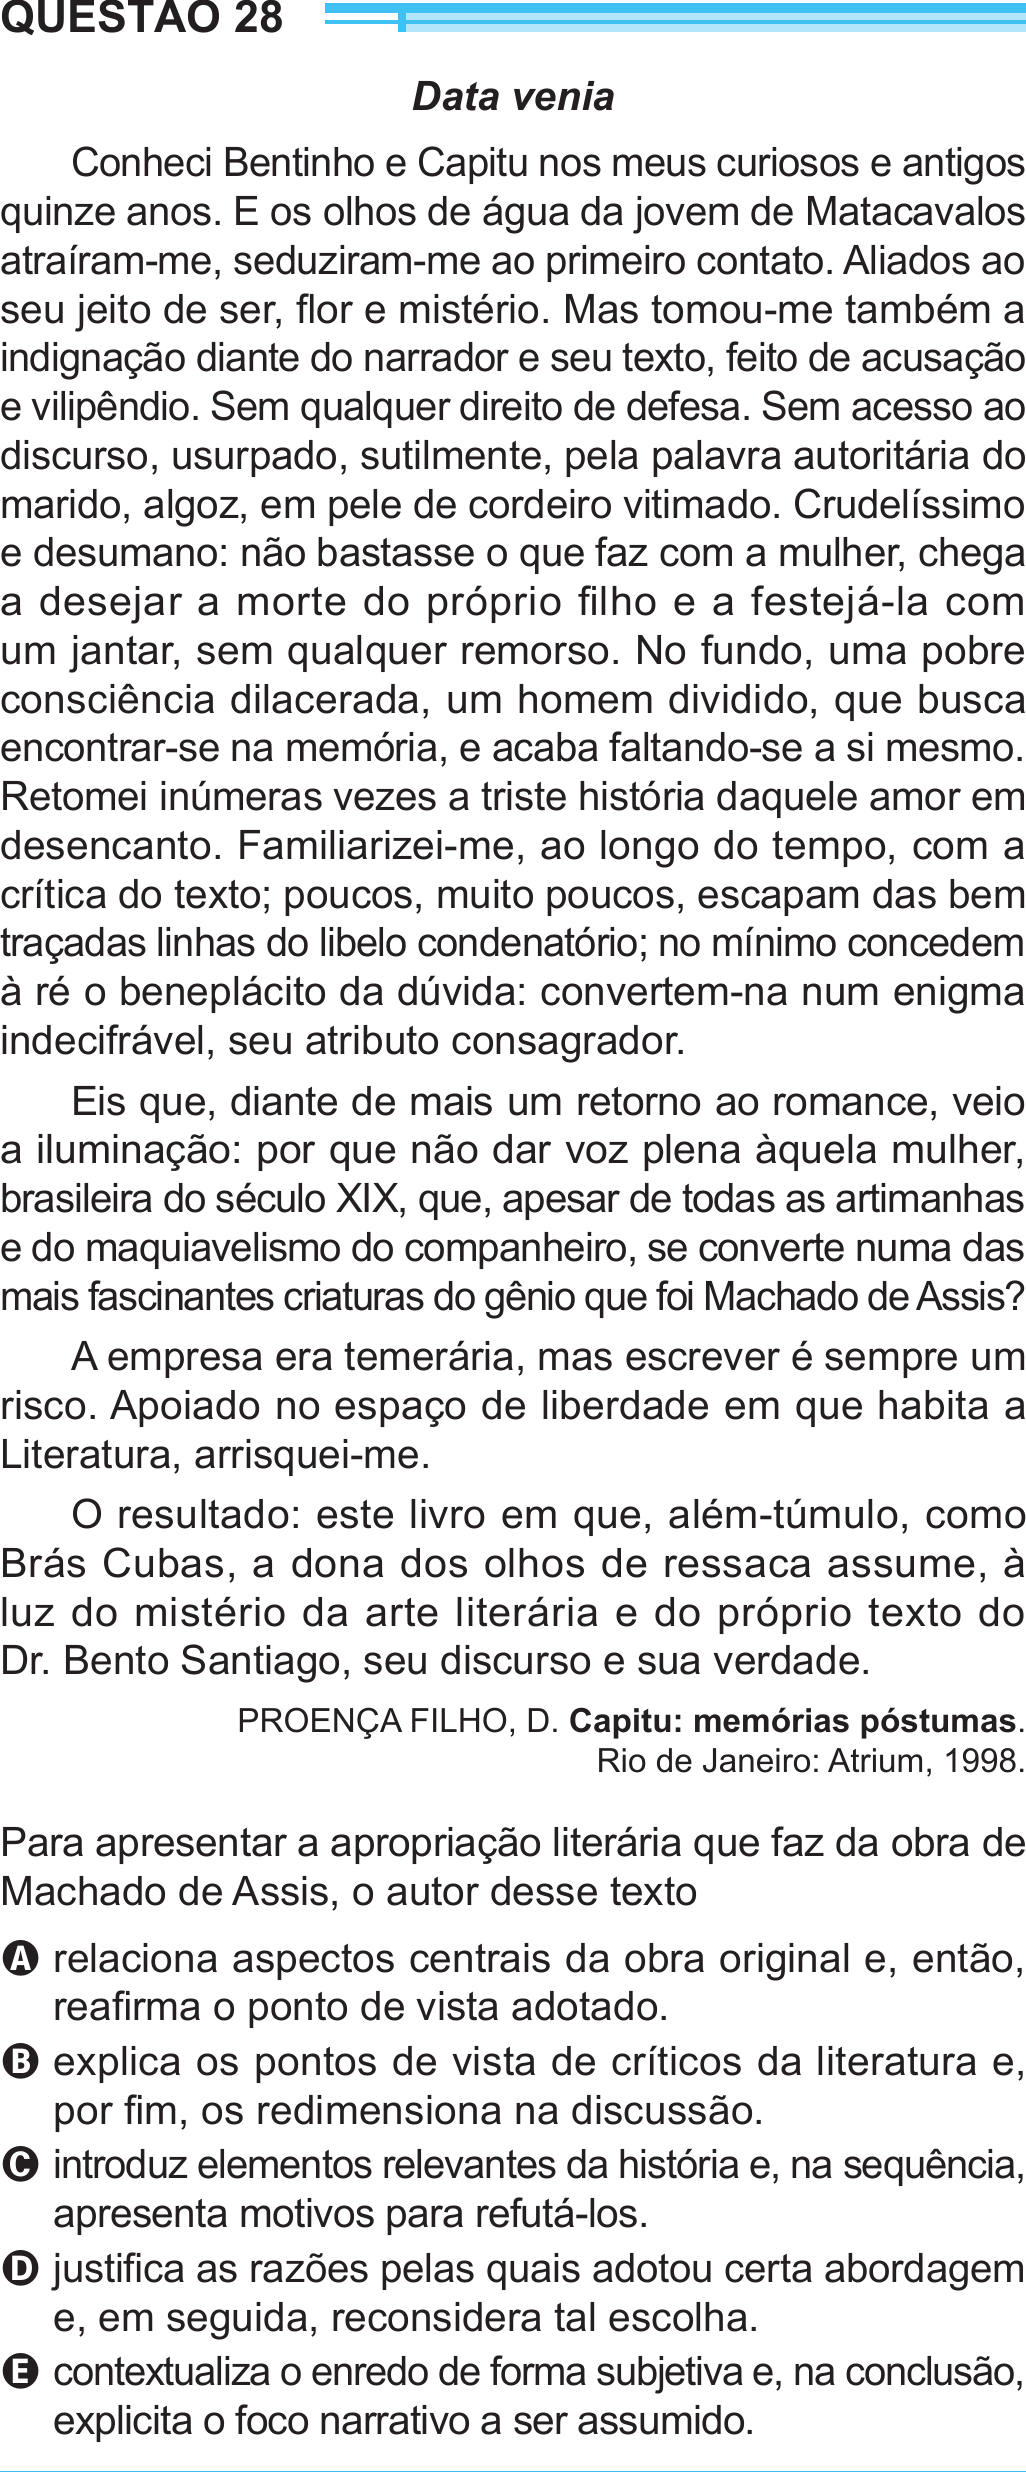 QUESTÃO 28
Data venia
Conheci Bentinho e Capitu nos meus curiosos e antigos
quinze anos. E os olhos de água da jovem de Matacavalos
atraíram-me, seduziram-me ao primeiro contato. Aliados ao
seu jeito de ser, flor e mistério. Mas tomou-me também a
indignação diante do narrador e seu texto, feito de acusação
e vilipêndio. Sem qualquer direito de defesa. Sem acesso ao
discurso, usurpado, sutilmente, pela palavra autoritária do
marido, algoz, em pele de cordeiro vitimado. Crudelíssimo
e desumano: não bastasse o que faz com a mulher, chega
a desejar a morte do próprio filho e a festejá-la com
um jantar, sem qualquer remorso. No fundo, uma pobre
consciência dilacerada, um homem dividido, que busca
encontrar-se na memória, e acaba faltando-se a si mesmo.
Retomei inúmeras vezes a triste história daquele amor em
desencanto. Familiarizei-me, ao longo do tempo, com a
crítica do texto; poucos, muito poucos, escapam das bem
traçadas linhas do libelo condenatório; no mínimo concedem
à ré o beneplácito da dúvida: convertem-na num enigma
indecifrável, seu atributo consagrador.
Eis que, diante de mais um retorno ao romance, veio
a iluminação: por que não dar voz plena àquela mulher,
brasileira do século XIX, que, apesar de todas as artimanhas
e do maquiavelismo do companheiro, se converte numa das
mais fascinantes criaturas do gênio que foi Machado de Assis?
A empresa era temerária, mas escrever é sempre um
risco. Apoiado no espaço de liberdade em que habita a
Literatura, arrisquei-me.
O resultado: este livro em que, além-túmulo, como
Brás Cubas, a dona dos olhos de ressaca assume, à
luz do mistério da arte literária e do próprio texto do
Dr. Bento Santiago, seu discurso e sua verdade.
PROENÇA FILHO, D. Capitu: memórias póstumas.
Rio de Janeiro: Atrium, 1998.
Para apresentar a apropriação literária que faz da obra de
Machado de Assis, o autor desse texto
A relaciona aspectos centrais da obra original e, então,
reafirma o ponto de vista adotado.
B explica os pontos de vista de críticos da literatura e,
por fim, os redimensiona na discussão.
C introduz elementos relevantes da história e, na sequência,
apresenta motivos para refutá-los.
D justifica as razões pelas quais adotou certa abordagem
e, em seguida, reconsidera tal escolha.
E contextualiza o enredo de forma subjetiva e, na conclusão,
explicita o foco narrativo a ser assumido.